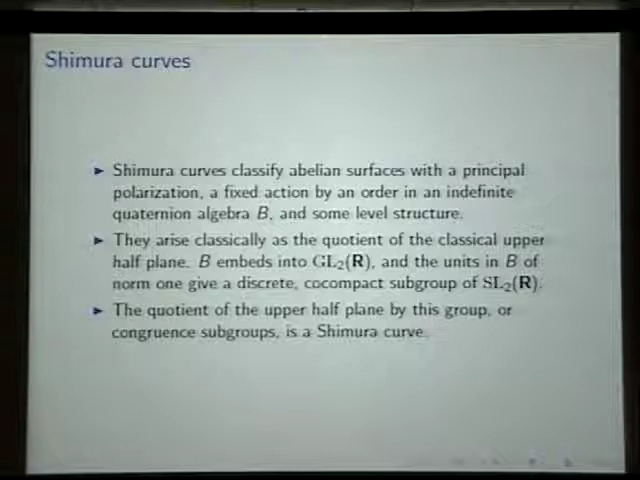 Shimura curves
► Shimura curves classify abelian surfaces with a principal
polarization, a fixed action by an order in an indefinite
quaternion algebra B, and some level structure.
► They arise classically as the quotient of the classical upper
half plane. B embeds into GL₂(R), and the units in B of
norm one give a discrete, cocompact subgroup of SL₂(R).
► The quotient of the upper half plane by this group, or
congruence subgroups, is a Shimura curve.